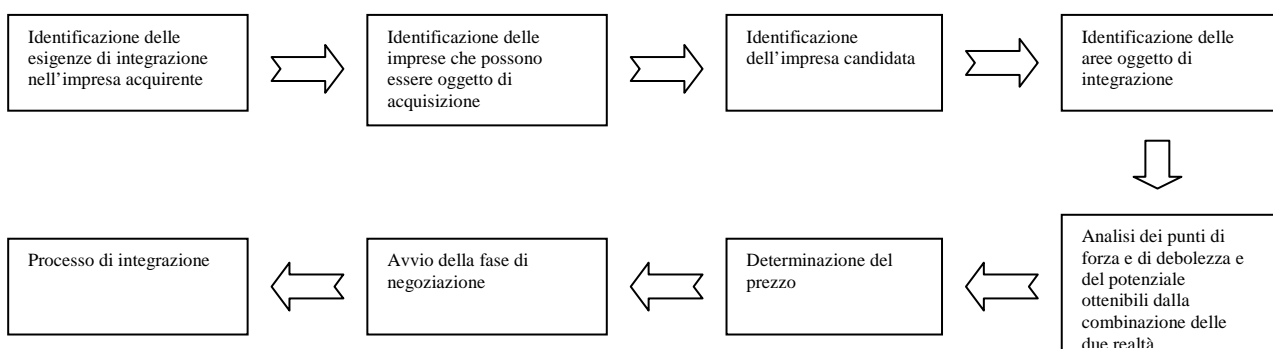 Identificazione delle
esigenze di integrazione
nell’impresa acquirente
Identificazione delle
imprese che possono
essere oggetto di
acquisizione
Identificazione
dell’impresa candidata
Identificazione delle
aree oggetto di
integrazione
Analisi dei punti di
forza e di debolezza e
del potenziale
ottenibili dalla
combinazione delle
due realtà
Determinazione del
prezzo
Avvio della fase di
negoziazione
Processo di integrazione